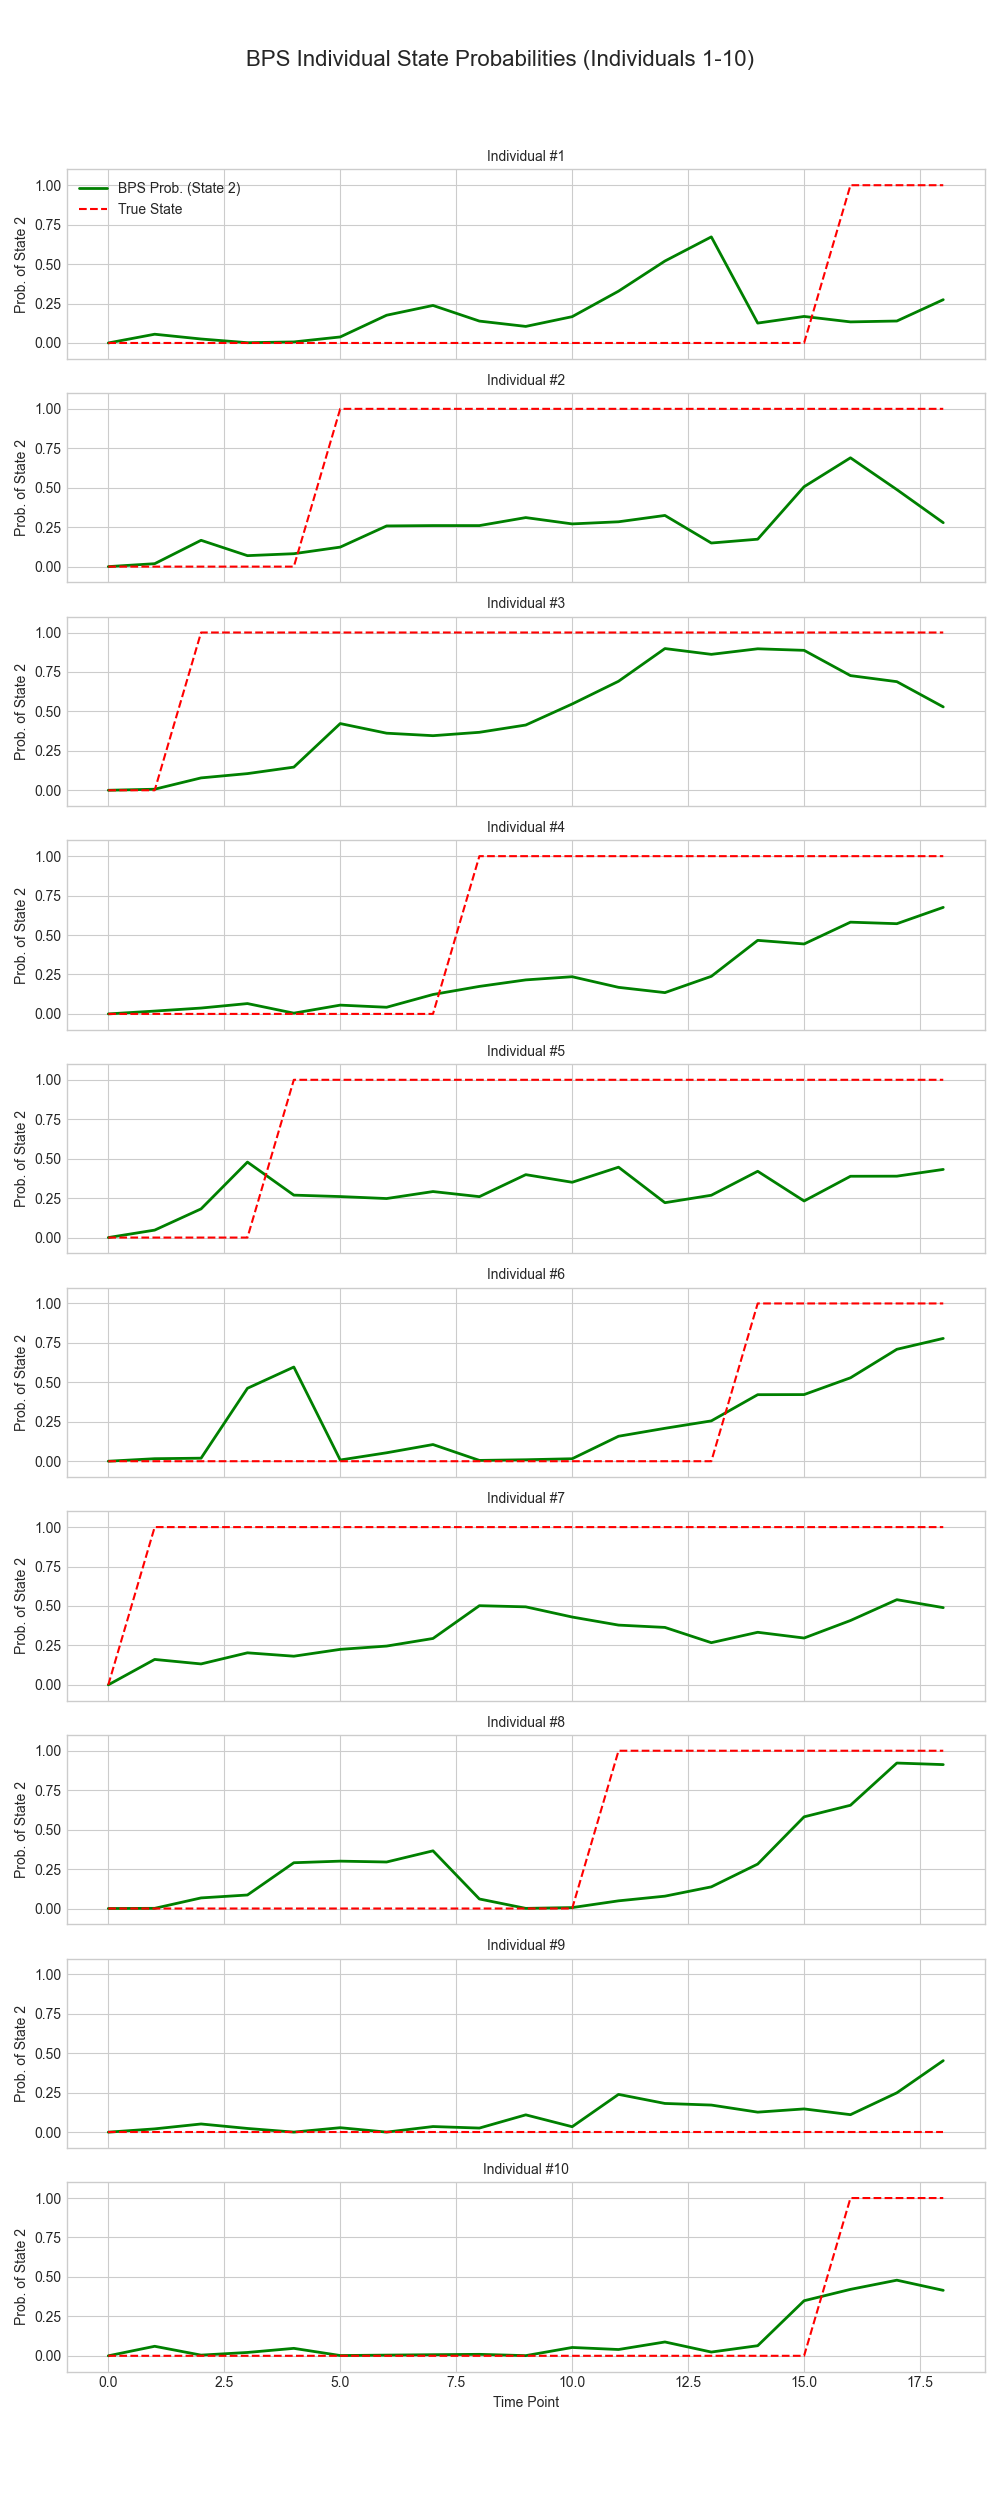 BPS Individual State Probabilities (Individuals 1-10)
Individual #1
BPS Prob. (State 2)
True State
1.00
0.75
0.50
0.25
0.00
Prob. of State 2
Individual #2
1.00
0.75
0.50
0.25
0.00
Prob. of State 2
Individual #3
1.00
0.75
0.50
0.25
0.00
Prob. of State 2
Individual #4
1.00
0.75
0.50
0.25
0.00
Prob. of State 2
Individual #5
1.00
0.75
0.50
0.25
0.00
Prob. of State 2
Individual #6
1.00
0.75
0.50
0.25
0.00
Prob. of State 2
Individual #7
1.00
0.75
0.50
0.25
0.00
Prob. of State 2
Individual #8
1.00
0.75
0.50
0.25
0.00
Prob. of State 2
Individual #9
1.00
0.75
0.50
0.25
0.00
Prob. of State 2
Individual #10
1.00
0.75
0.50
0.25
0.00
Prob. of State 2
0.0 2.5 5.0 7.5 10.0 12.5 15.0 17.5
Time Point